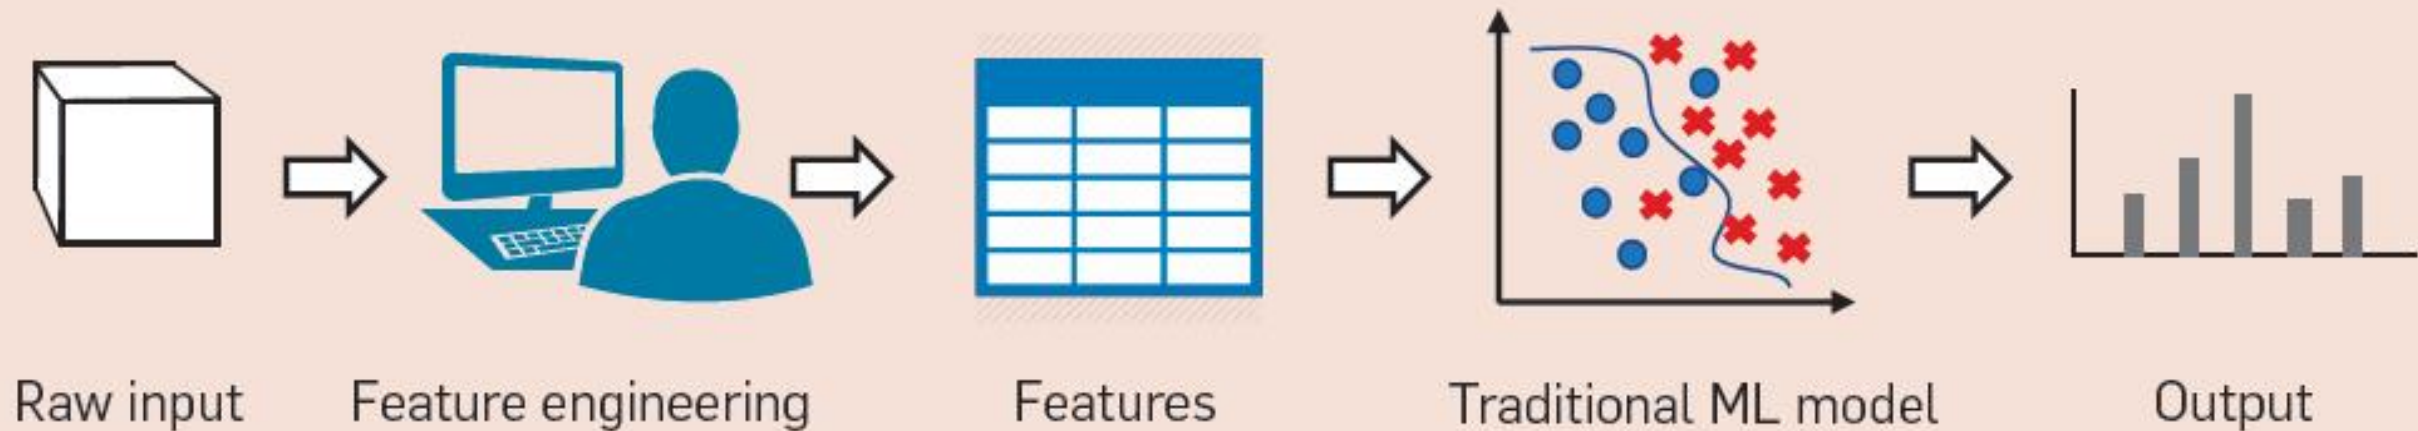 Raw input
Feature engineering
Features
Traditional ML model
Output